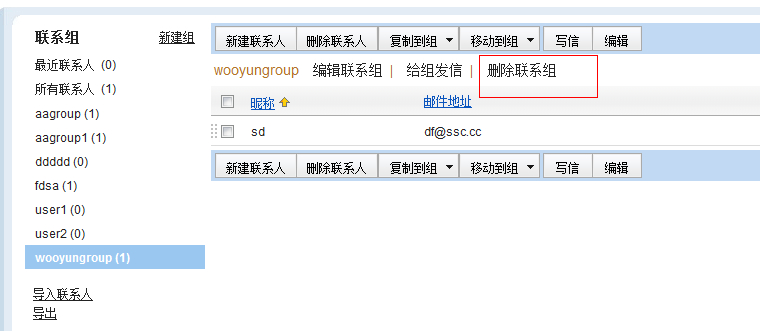 联系组 新建组
最近联系人 (0)
所有联系人 (1)
aagroup (1)
aagroup1 (1)
ddddd (0)
fdsa (1)
user1 (0)
user2 (0)
wooyungroup (1)
导入联系人
导出
新建联系人 删除联系人 复制到组 移动到组 写信 编辑
wooyungroup 编辑联系组 | 给组发信 | 删除联系组
昵称 邮件地址
sd df@ssc.cc
新建联系人 删除联系人 复制到组 移动到组 写信 编辑